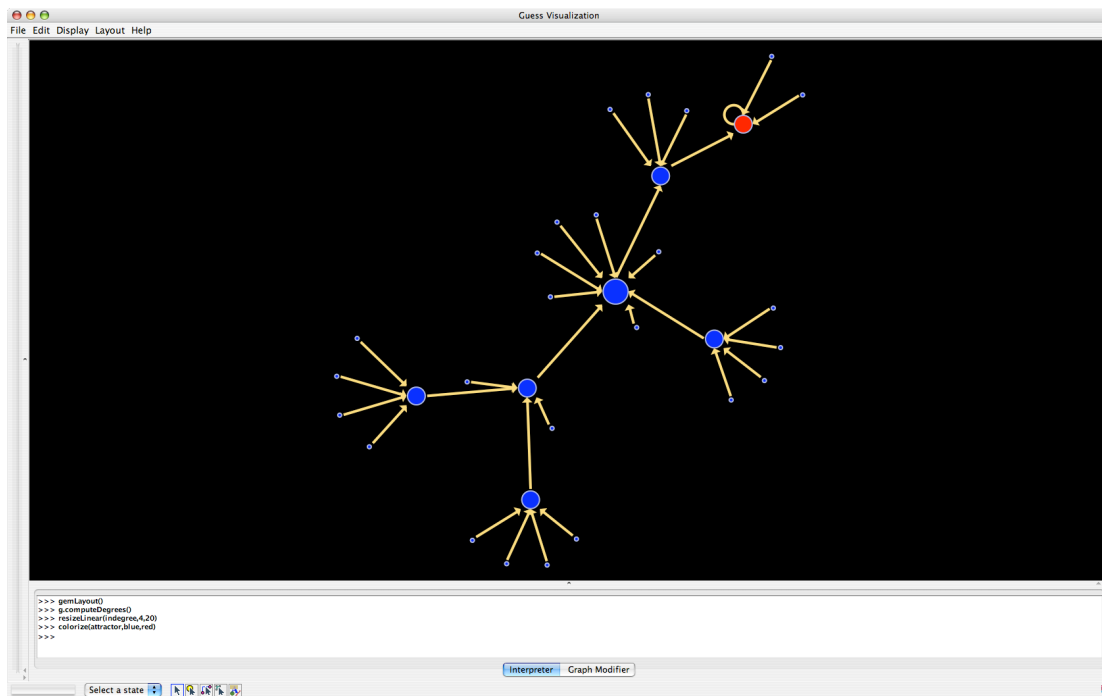 Guess Visualization
File Edit Display Layout Help
>>> gemLayout()
>>> g.computeDegrees()
>>> resizeLinear(indegree,4,20)
>>> colorize(attractor,blue,red)
>>>
Interpreter Graph Modifier
Select a state